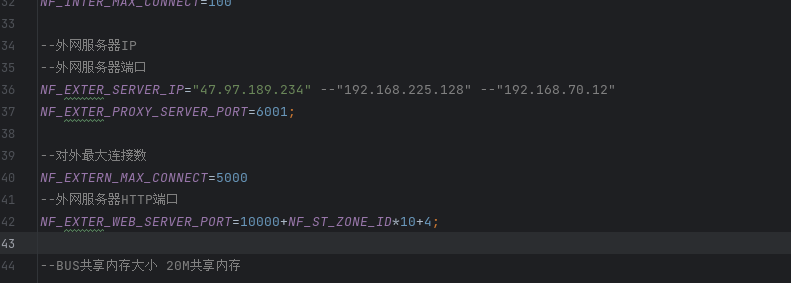 32 NF_INTER_MAX_CONNECT=100
33
34 --外网服务器IP
35 --外网服务器端口
36 NF_EXTER_SERVER_IP="47.97.189.234" --"192.168.225.128" --"192.168.70.12"
37 NF_EXTER_PROXY_SERVER_PORT=6001;
38
39 --对外最大连接数
40 NF_EXTERN_MAX_CONNECT=5000
41 --外网服务器HTTP端口
42 NF_EXTER_WEB_SERVER_PORT=10000+NF_ST_ZONE_ID*10+4;
43
44 --BUS共享内存大小 20M共享内存